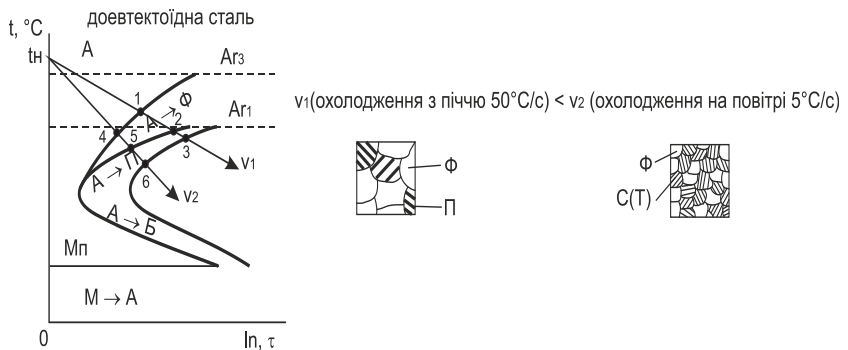 доевтектоїдна сталь
t, °C
tн
A
Ar3
Ar1
1
A → Ф
2
3
4
5
6
v1
v2
A → П
A → Б
Мп
M → A
0
ln, τ
v1(охолодження з піччю 50°C/c) < v2 (охолодження на повітрі 5°C/c)
Ф
П
Ф
С(Т)